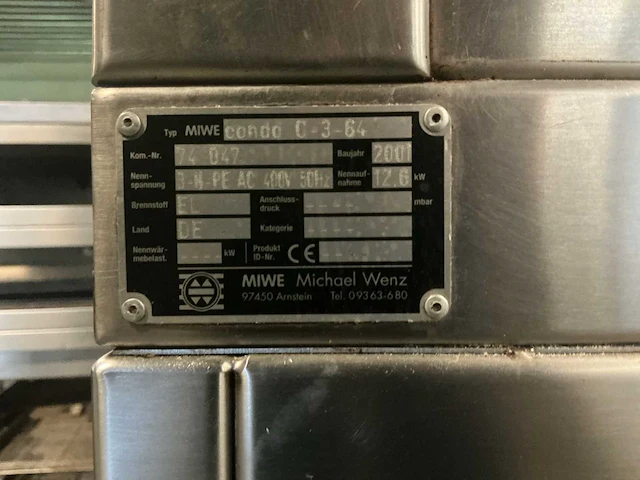 Typ MIWE condo C-3-64
Kom.-Nr. 74 047 Baujahr 2001
Nenn-spannung 3-N-PE AC 400V 50Hz Nennauf-nahme 12.6 kW
Brennstoff EL Anschluss-druck ----- mbar
Land DE Kategorie -----
Nennwär-mebelast. --- kW Produkt ID-Nr. CE
MIWE Michael Wenz
97450 Arnstein Tel. 09363-680